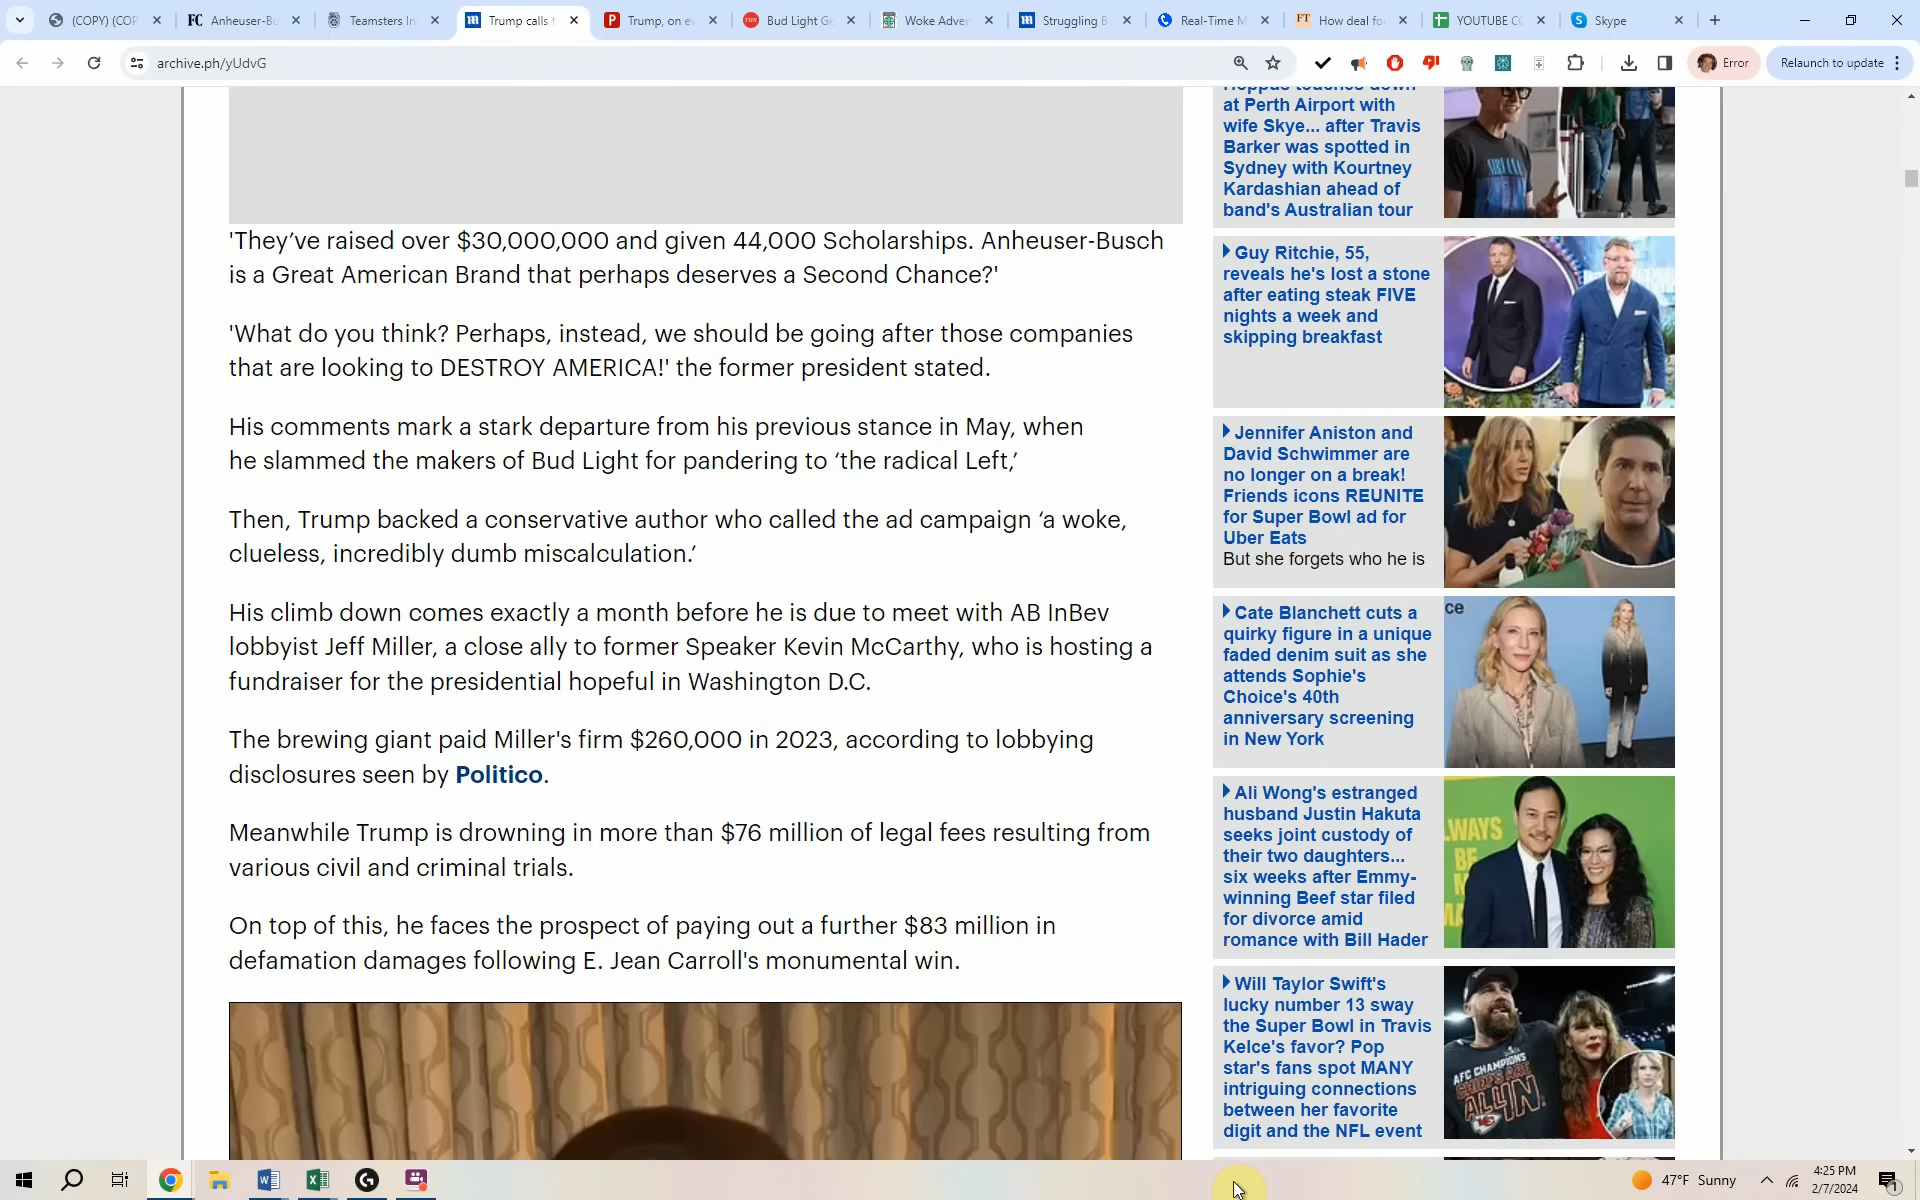 (COPY) (COP
Anheuser-Bu
Teamsters In
Trump calls t
Trump, on ev
Bud Light Ge
Woke Adver
Struggling B
Real-Time M
How deal fo
YOUTUBE CC
Skype
archive.ph/yUdvG
Error
Relaunch to update
'They've raised over $30,000,000 and given 44,000 Scholarships. Anheuser-Busch
is a Great American Brand that perhaps deserves a Second Chance?'
'What do you think? Perhaps, instead, we should be going after those companies
that are looking to DESTROY AMERICA!' the former president stated.
His comments mark a stark departure from his previous stance in May, when
he slammed the makers of Bud Light for pandering to ‘the radical Left,’
Then, Trump backed a conservative author who called the ad campaign ‘a woke,
clueless, incredibly dumb miscalculation.’
His climb down comes exactly a month before he is due to meet with AB InBev
lobbyist Jeff Miller, a close ally to former Speaker Kevin McCarthy, who is hosting a
fundraiser for the presidential hopeful in Washington D.C.
The brewing giant paid Miller's firm $260,000 in 2023, according to lobbying
disclosures seen by Politico.
Meanwhile Trump is drowning in more than $76 million of legal fees resulting from
various civil and criminal trials.
On top of this, he faces the prospect of paying out a further $83 million in
defamation damages following E. Jean Carroll's monumental win.
Hoppus touches down
at Perth Airport with
wife Skye... after Travis
Barker was spotted in
Sydney with Kourtney
Kardashian ahead of
band's Australian tour
Guy Ritchie, 55,
reveals he's lost a stone
after eating steak FIVE
nights a week and
skipping breakfast
Jennifer Aniston and
David Schwimmer are
no longer on a break!
Friends icons REUNITE
for Super Bowl ad for
Uber Eats
But she forgets who he is
Cate Blanchett cuts a
quirky figure in a unique
faded denim suit as she
attends Sophie's
Choice's 40th
anniversary screening
in New York
Ali Wong's estranged
husband Justin Hakuta
seeks joint custody of
their two daughters...
six weeks after Emmy-
winning Beef star filed
for divorce amid
romance with Bill Hader
Will Taylor Swift's
lucky number 13 sway
the Super Bowl in Travis
Kelce's favor? Pop
star's fans spot MANY
intriguing connections
between her favorite
digit and the NFL event
AFC CHAMPIONS
CHIEFS ARE
ALL IN
47°F Sunny
4:25 PM
2/7/2024